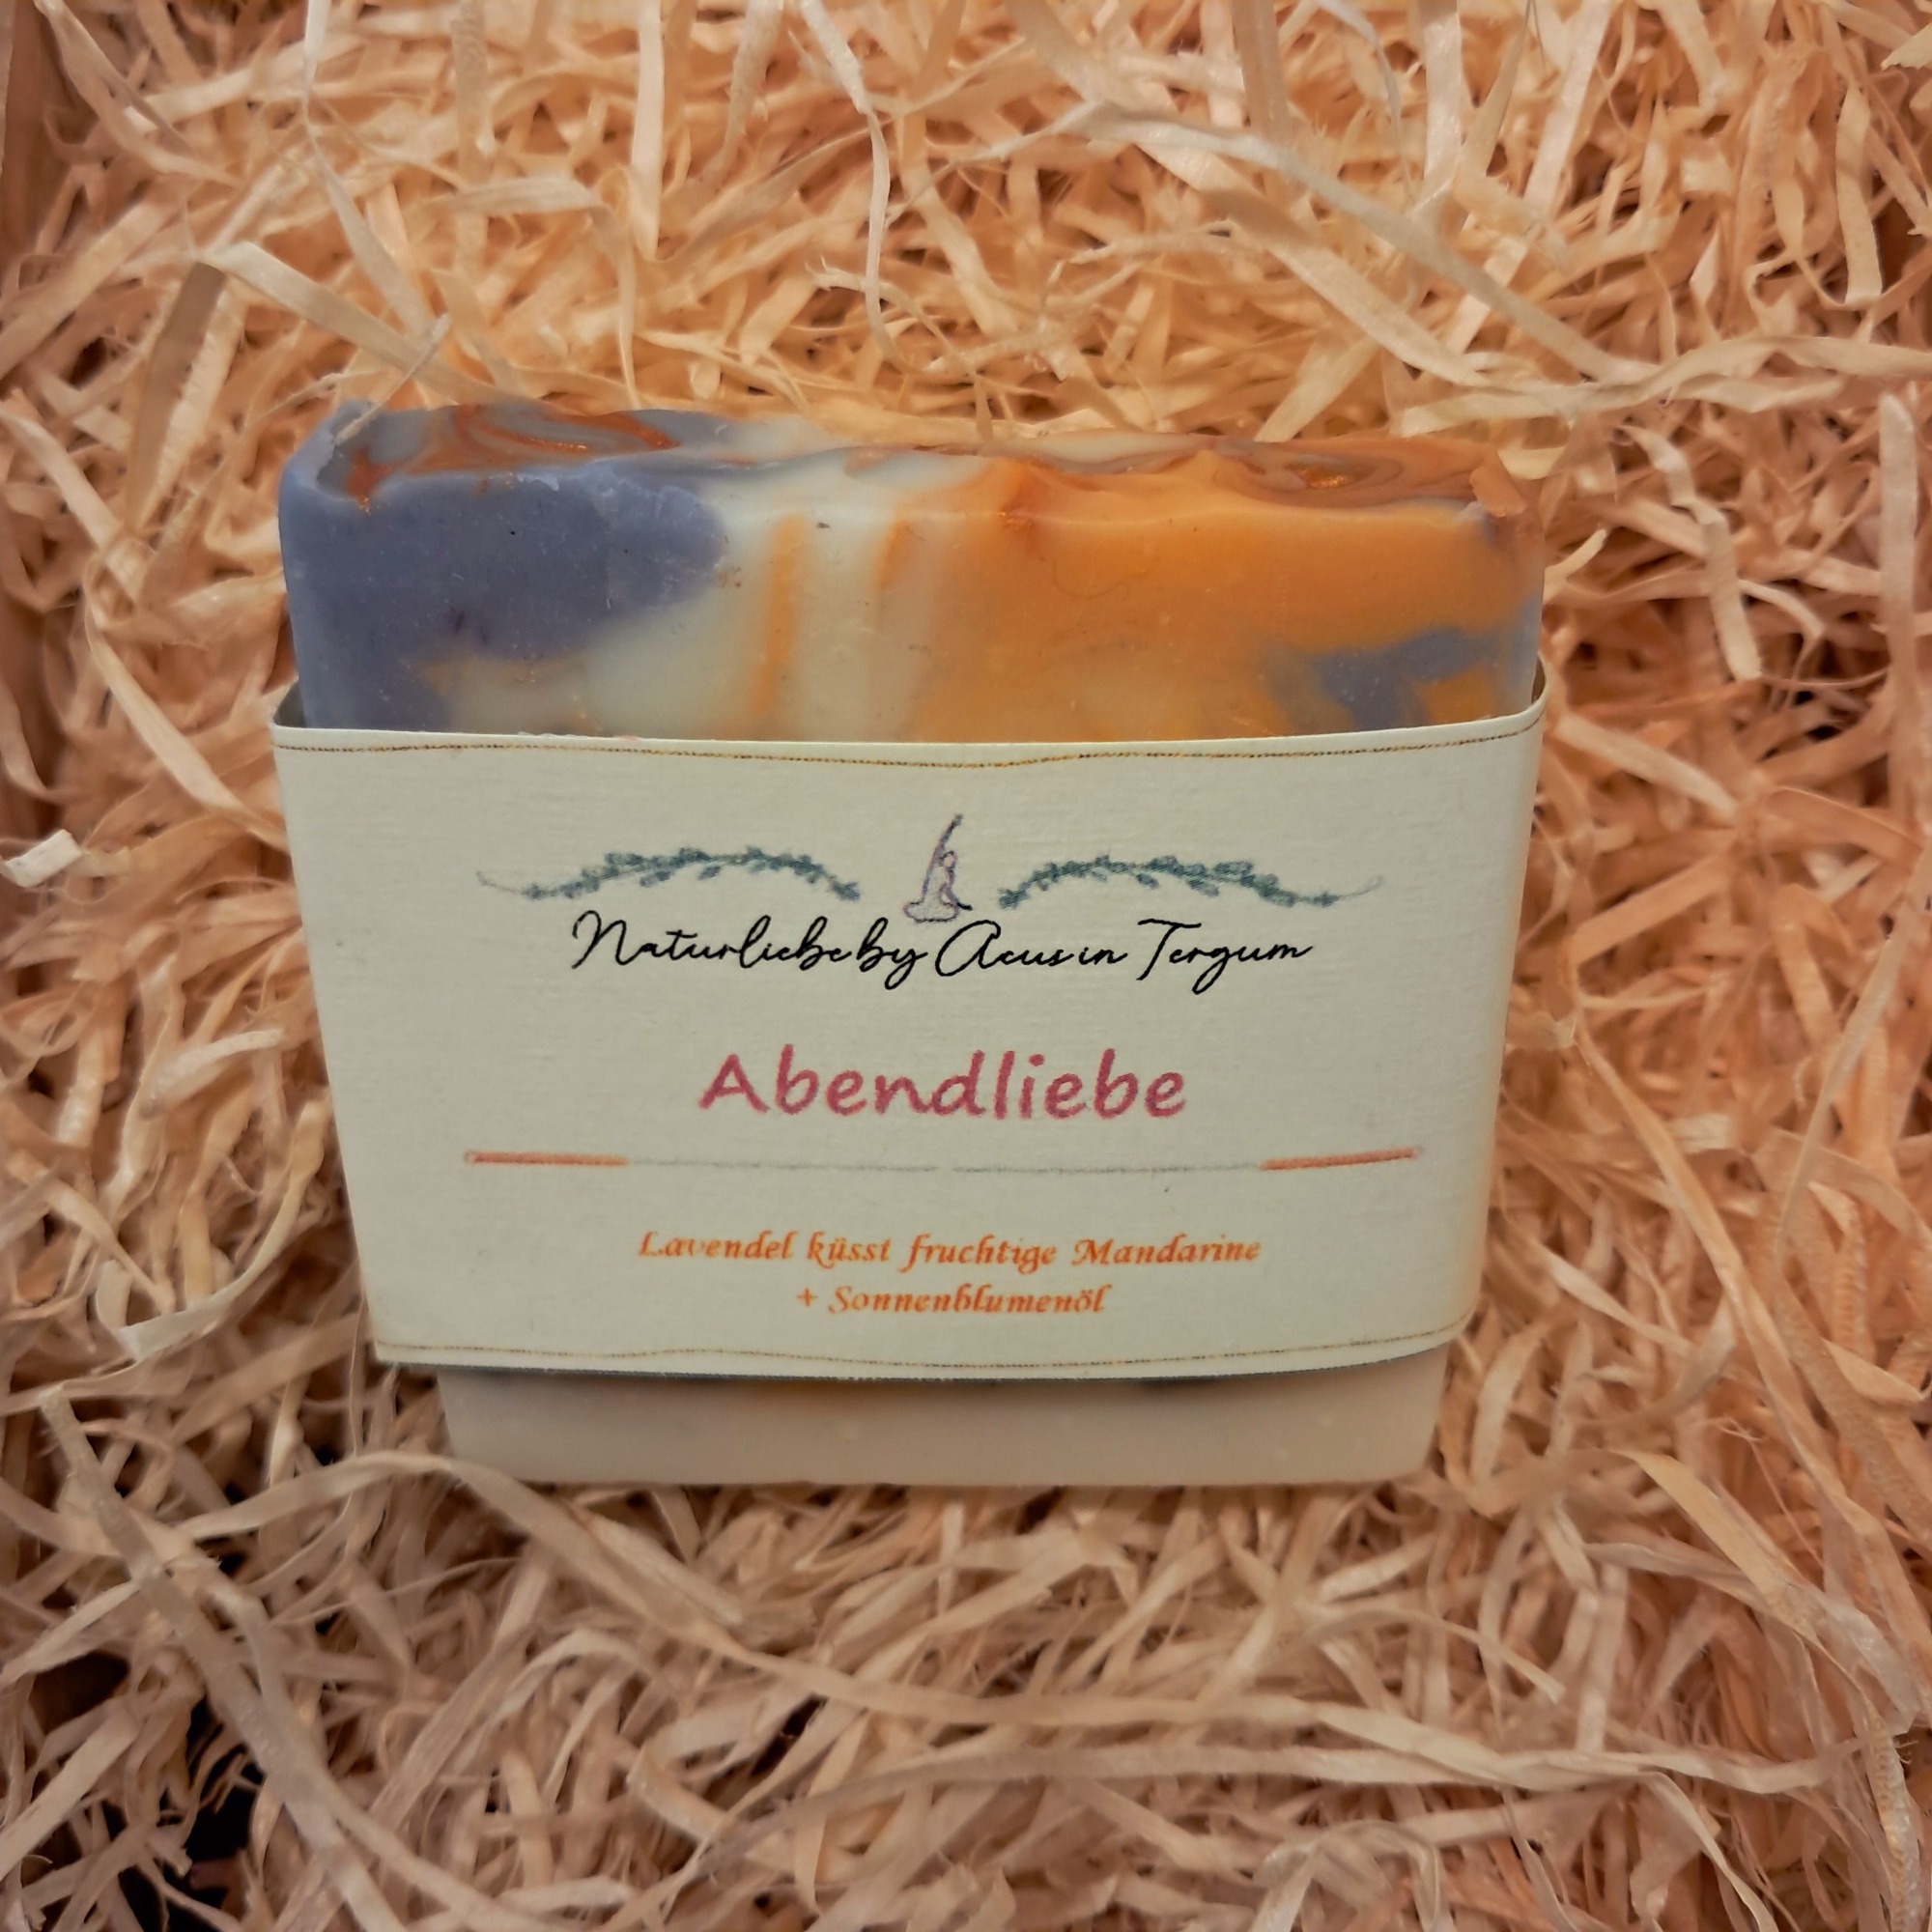 Naturliebe by Acus in Tergum
Abendliebe
Lavendel küsst fruchtige Mandarine
+ Sonnenblumenöl